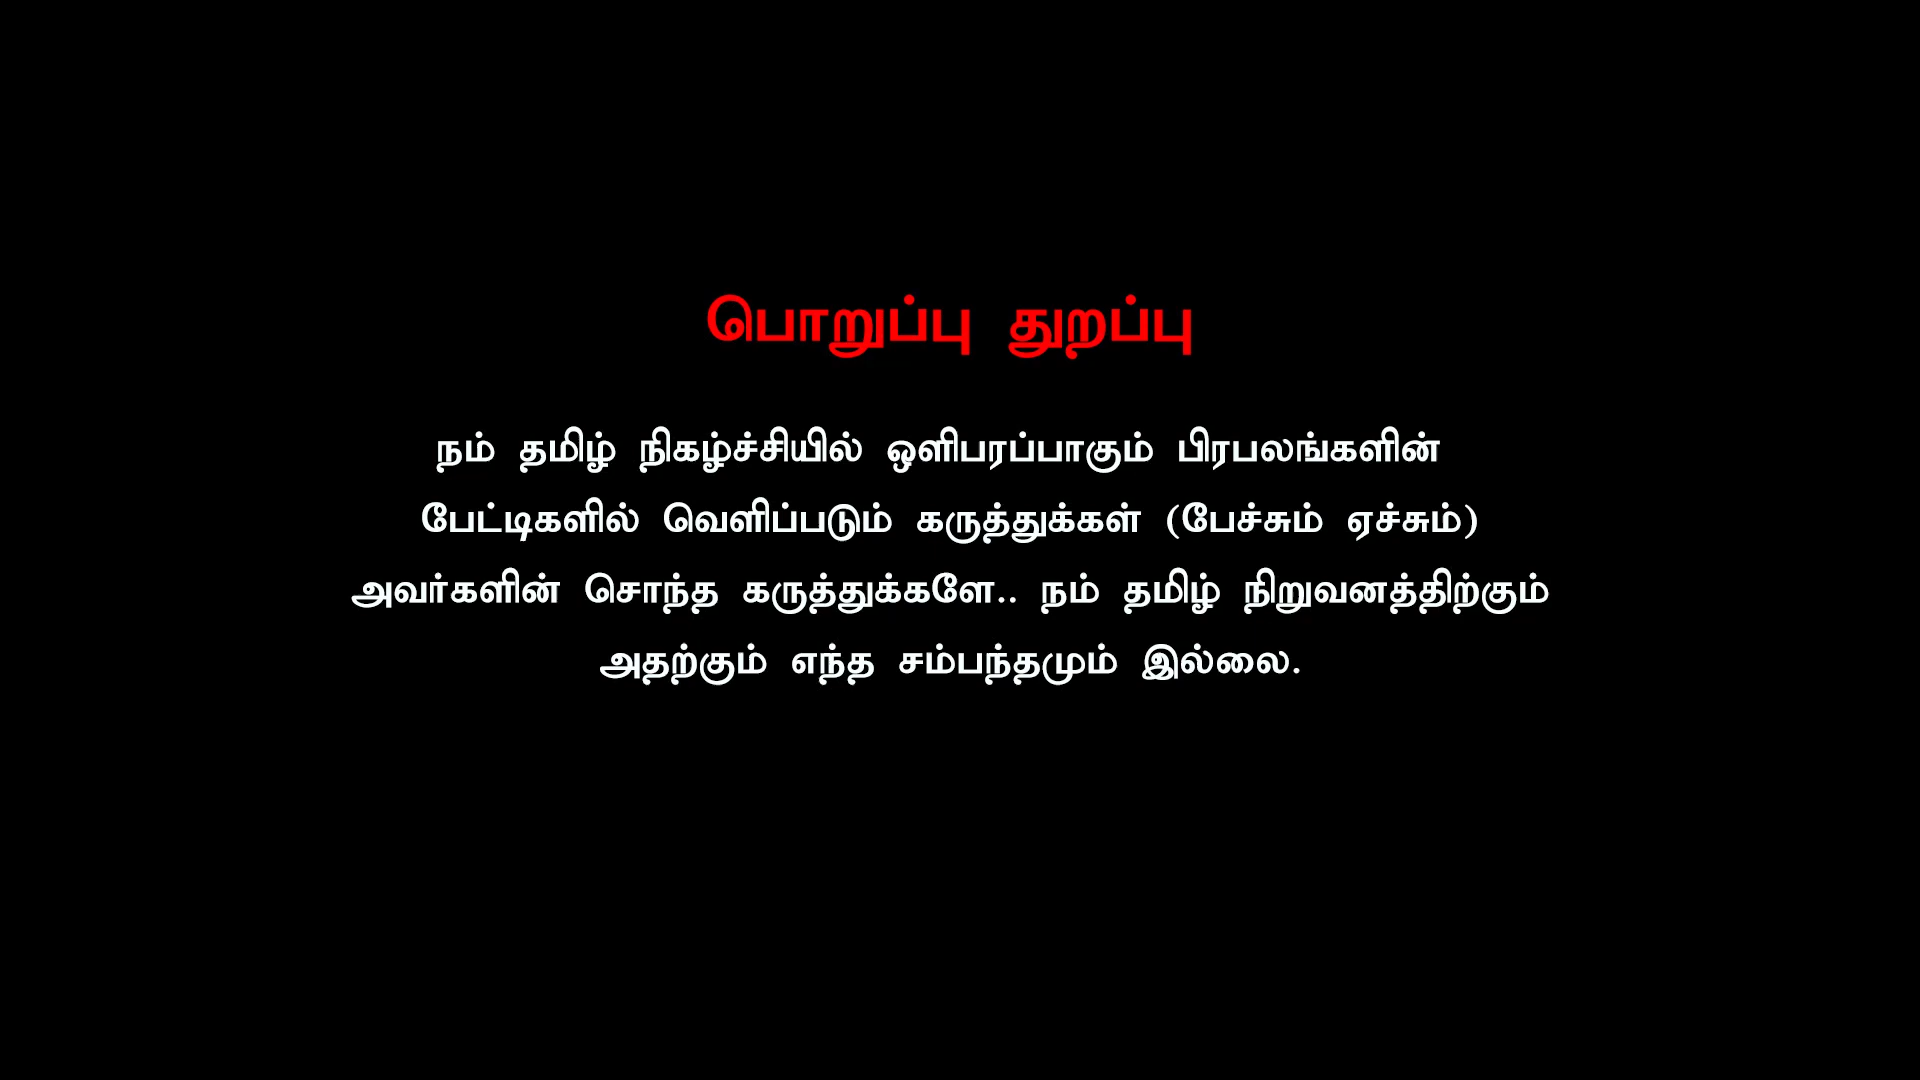 பொறுப்பு துறப்பு
நம் தமிழ் நிகழ்ச்சியில் ஒளிபரப்பாகும் பிரபலங்களின்
பேட்டிகளில் வெளிப்படும் கருத்துக்கள் (பேச்சும் ஏச்சும்)
அவர்களின் சொந்த கருத்துக்களே.. நம் தமிழ் நிறுவனத்திற்கும்
அதற்கும் எந்த சம்பந்தமும் இல்லை.